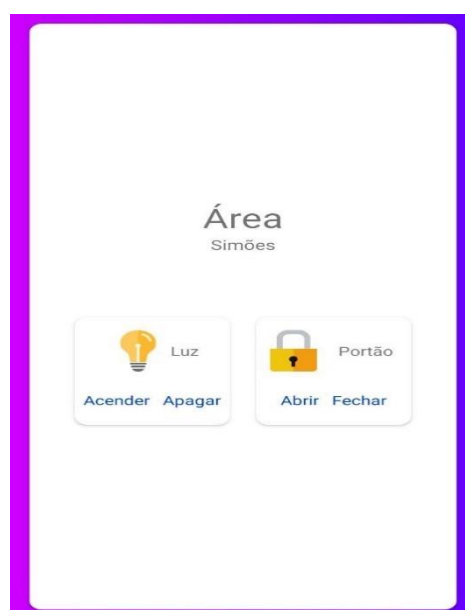 Área
Simões
Luz
Acender Apagar
Portão
Abrir Fechar